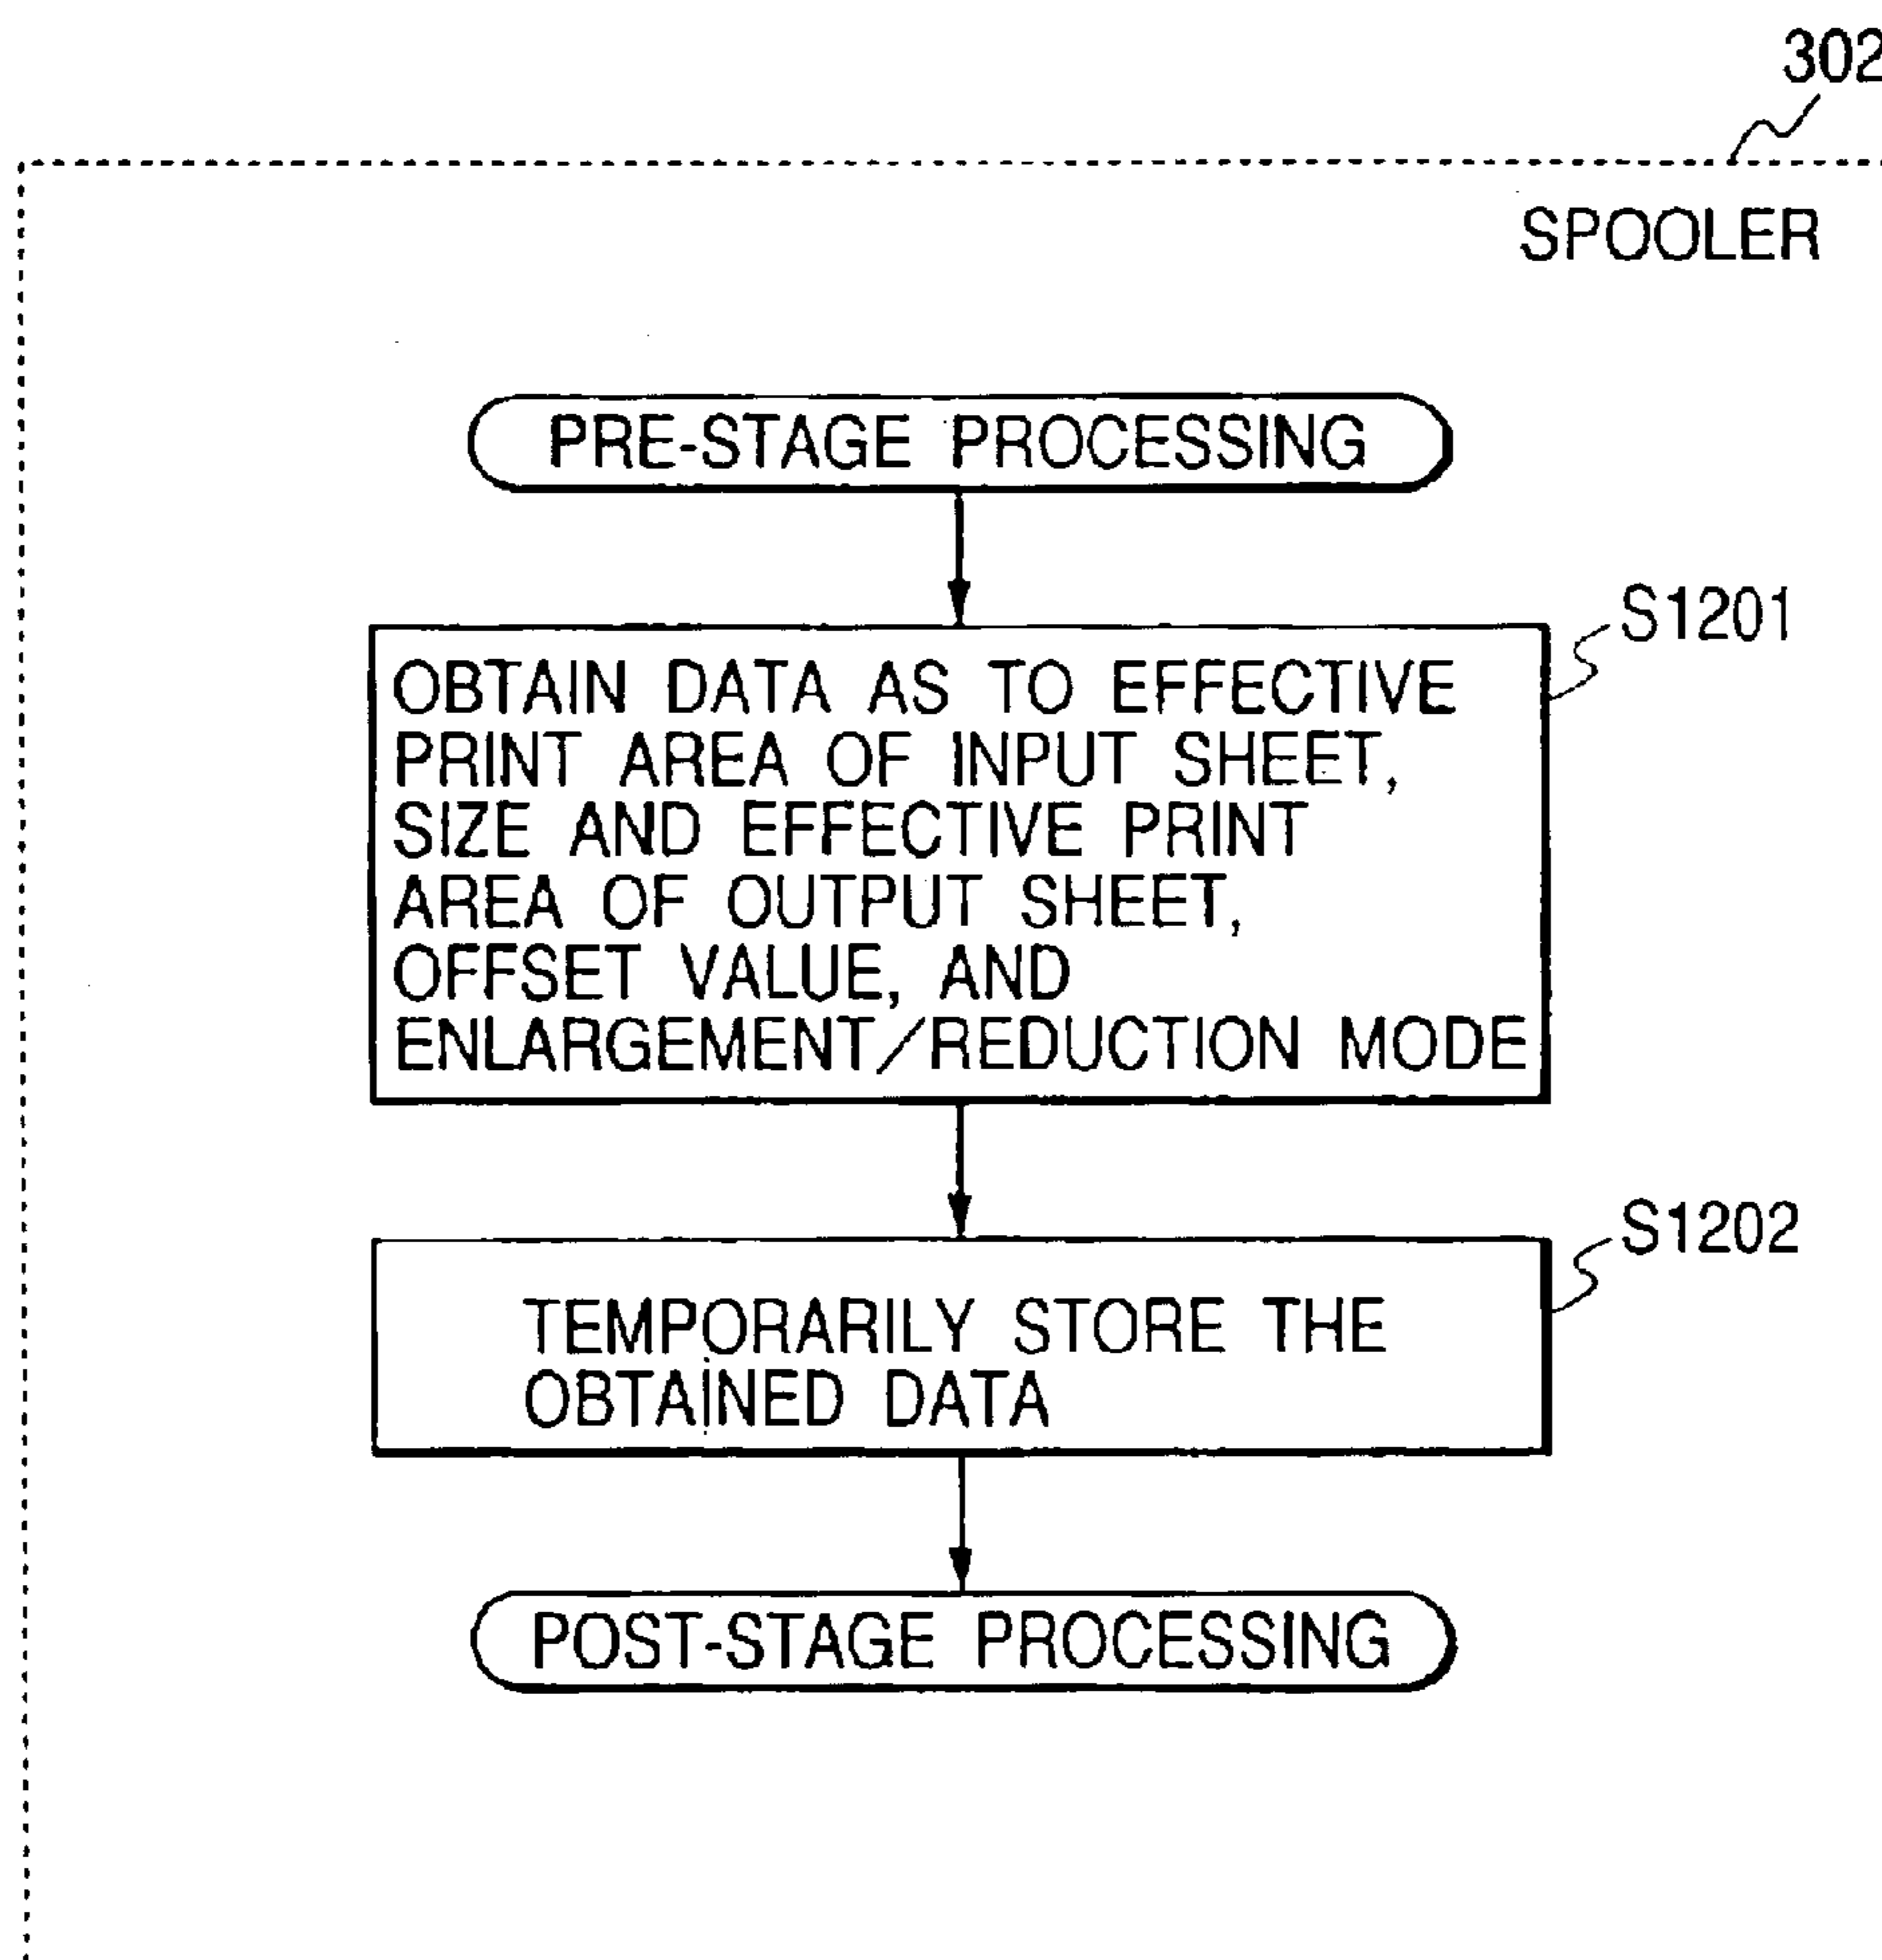 302
SPOOLER
PRE-STAGE PROCESSING
S1201
OBTAIN DATA AS TO EFFECTIVE
PRINT AREA OF INPUT SHEET,
SIZE AND EFFECTIVE PRINT
AREA OF OUTPUT SHEET,
OFFSET VALUE, AND
ENLARGEMENT/REDUCTION MODE
S1202
TEMPORARILY STORE THE
OBTAINED DATA
POST-STAGE PROCESSING